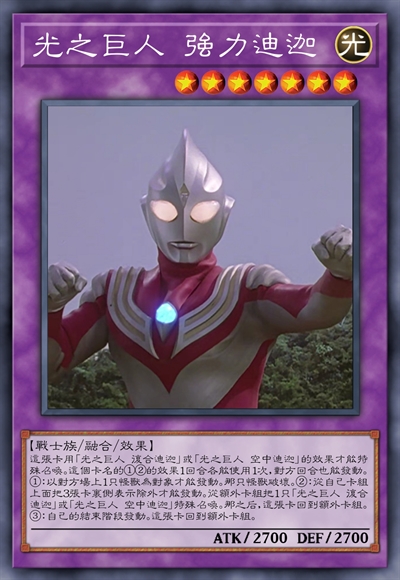 光之巨人 強力迪迦 光
【戰士族/融合/效果】
這張卡用「光之巨人 複合迪迦」或「光之巨人 空中迪迦」的效果才能特
殊召喚。這個卡名的①②的效果1回合各能使用1次,對方回合也能發動。
①:以對方場上1只怪獸為對象才能發動。那只怪獸破壞。②:從自己卡組
上面把3張卡裏側表示除外才能發動。從額外卡組把1只「光之巨人 複合
迪迦」或「光之巨人 空中迪迦」特殊召喚。那之后,這張卡回到額外卡組。
③:自己的結束階段發動。這張卡回到額外卡組。
ATK/2700 DEF/2700